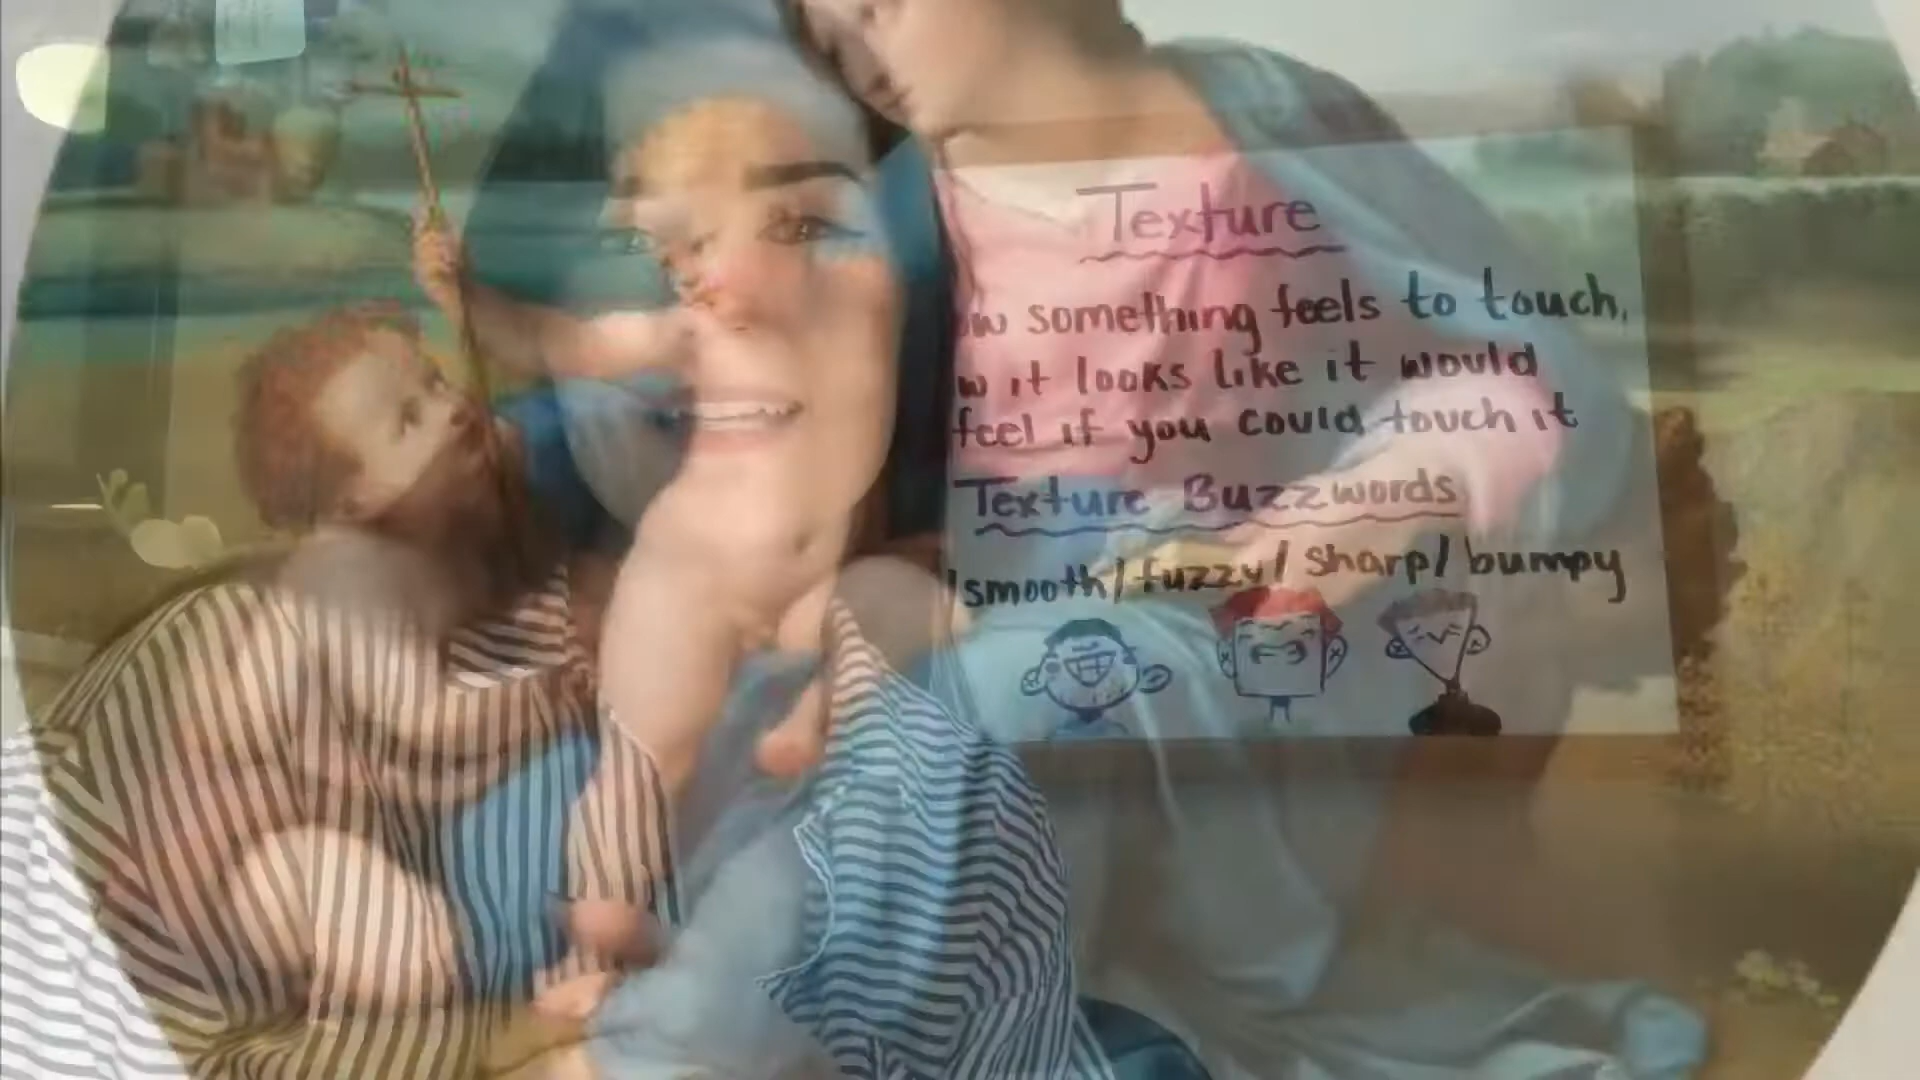 Texture
something feels to touch,
it looks like it would
feel if you could touch it
Texture Buzzwords
/smooth/fuzzy/sharp/bumpy